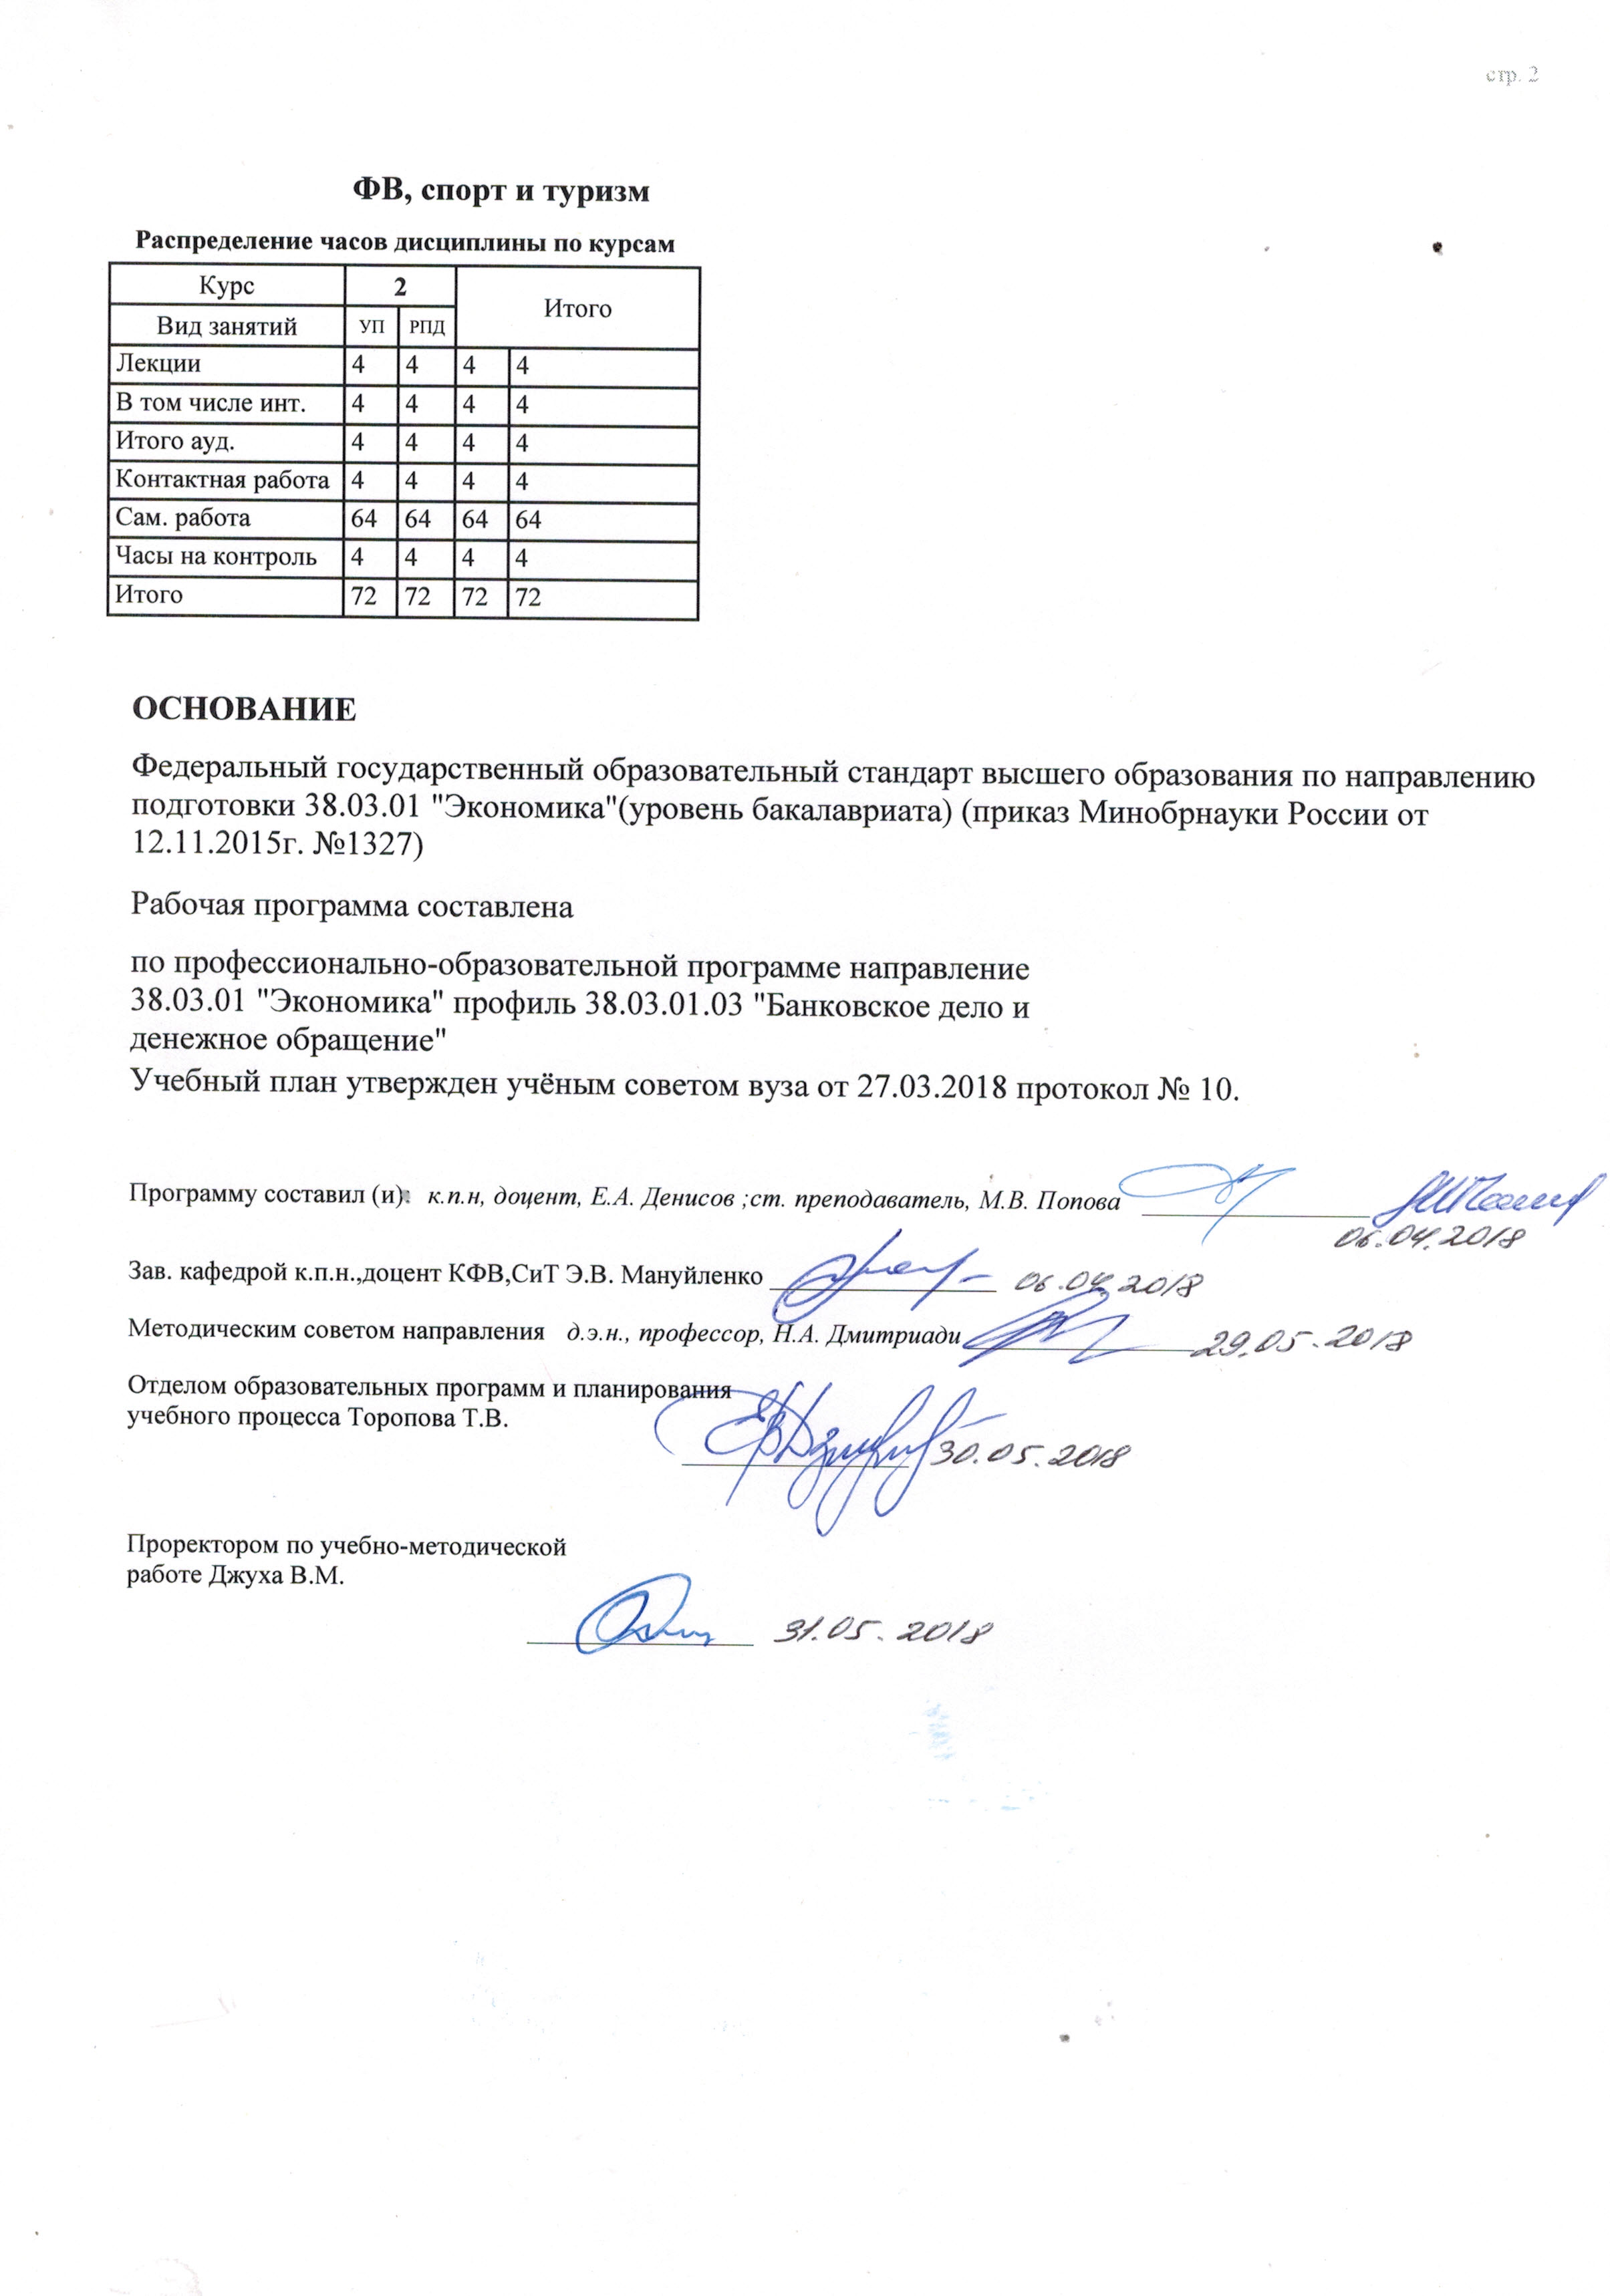 стр. 2
ФВ, спорт и туризм
Распределение часов дисциплины по курсам
Курс 2 Итого
Вид занятий УП РПД
Лекции 4 4 4 4
В том числе инт. 4 4 4 4
Итого ауд. 4 4 4 4
Контактная работа 4 4 4 4
Сам. работа 64 64 64 64
Часы на контроль 4 4 4 4
Итого 72 72 72 72
ОСНОВАНИЕ
Федеральный государственный образовательный стандарт высшего образования по направлению
подготовки 38.03.01 "Экономика"(уровень бакалавриата) (приказ Минобрнауки России от
12.11.2015г. №1327)
Рабочая программа составлена
по профессионально-образовательной программе направление
38.03.01 "Экономика" профиль 38.03.01.03 "Банковское дело и
денежное обращение"
Учебный план утвержден учёным советом вуза от 27.03.2018 протокол № 10.
Программу составил (и): к.п.н, доцент, Е.А. Денисов ;ст. преподаватель, М.В. Попова
06.04.2018
Зав. кафедрой к.п.н.,доцент КФВ,СиТ Э.В. Мануйленко 06.04.2018
Методическим советом направления д.э.н., профессор, Н.А. Дмитриади 29.05.2018
Отделом образовательных программ и планирования
учебного процесса Торопова Т.В.
30.05.2018
Проректором по учебно-методической
работе Джуха В.М.
31.05.2018